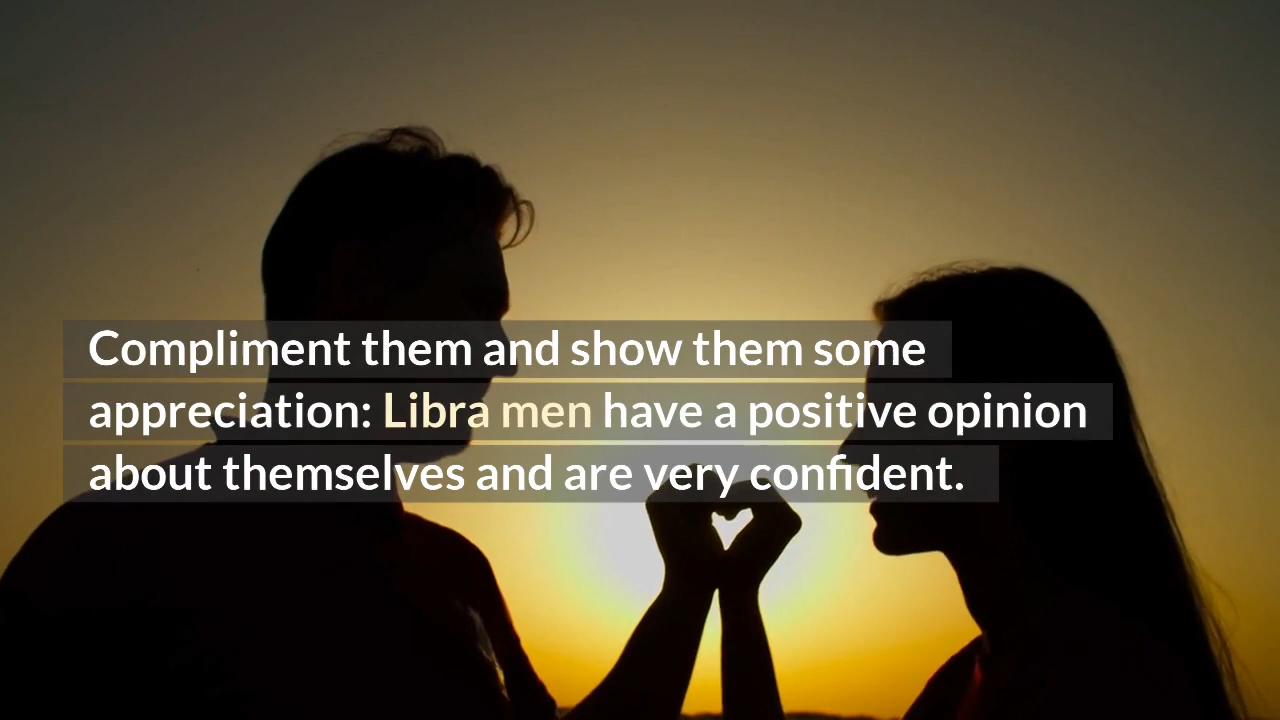 Compliment them and show them some
appreciation: Libra men have a positive opinion
about themselves and are very confident.